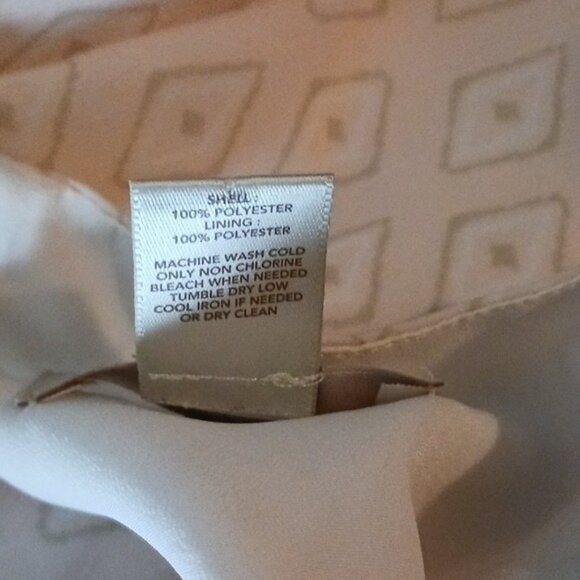 SHELL :
100% POLYESTER
LINING :
100% POLYESTER
MACHINE WASH COLD
ONLY NON CHLORINE
BLEACH WHEN NEEDED
TUMBLE DRY LOW
COOL IRON IF NEEDED
OR DRY CLEAN